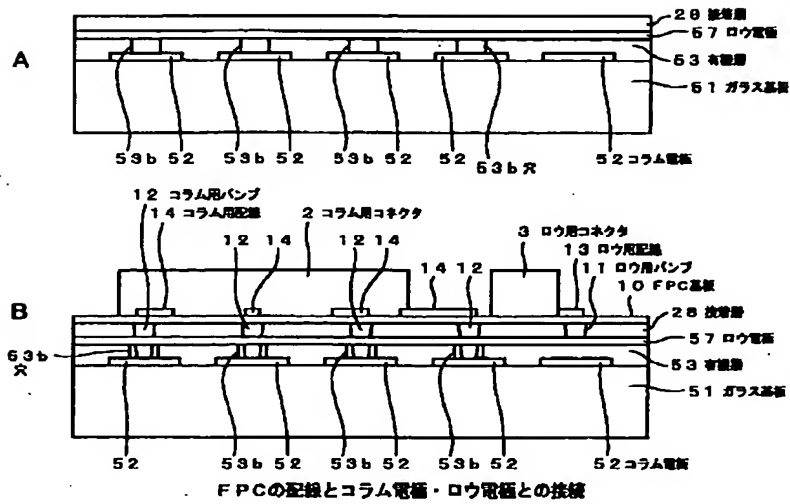 28 接着層
57 ロウ電極
A
53 有機層
51 ガラス基板
53b 52 53b 52 53b 52 52 53b 穴 52 コラム電極
12 コラム用バンプ
14 コラム用配線
2 コラム用コネクタ
3 ロウ用コネクタ
12 14 12 14 14 12
13 ロウ用配線
11 ロウ用バンプ
10 FPC基板
B
28 接着層
57 ロウ電極
53b 穴
53 有機層
51 ガラス基板
52 53b 52 53b 52 53b 52 52 コラム電極
FPCの配線とコラム電極・ロウ電極との接続